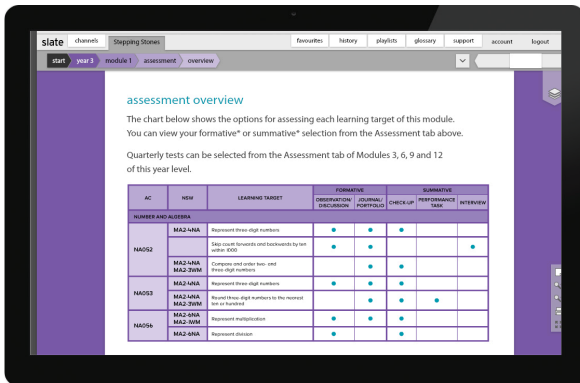 slate channels Stepping Stones favourites history playlists glossary support account logout
start year 3 module 1 assessment overview
assessment overview
The chart below shows the options for assessing each learning target of this module.
You can view your formative* or summative* selection from the Assessment tab above.
Quarterly tests can be selected from the Assessment tab of Modules 3, 6, 9 and 12
of this year level.
AC NSW LEARNING TARGET FORMATIVE SUMMATIVE
OBSERVATION/ DISCUSSION JOURNAL/ PORTFOLIO CHECK-UP PERFORMANCE TASK INTERVIEW
NUMBER AND ALGEBRA
NA052 MA2-4NA Represent three-digit numbers
Skip count forwards and backwards by ten
within 1000
MA2-4NA MA2-3WM Compare and order two- and
three-digit numbers
NA053 MA2-4NA Represent three-digit numbers
MA2-4NA MA2-3WM Round three-digit numbers to the nearest
ten or hundred
NA056 MA2-6NA MA2-1WM Represent multiplication
MA2-6NA Represent division